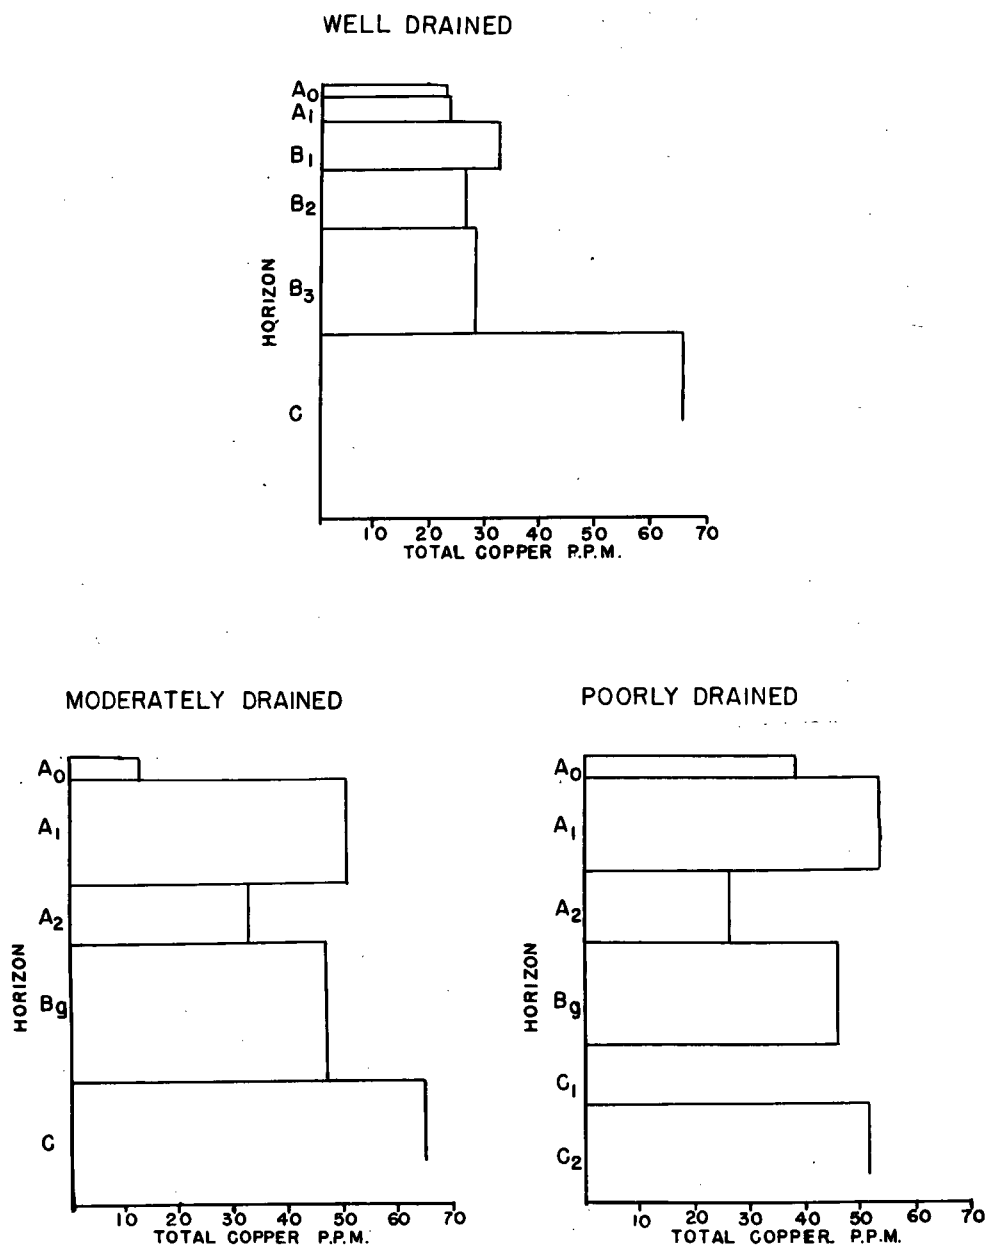 WELL DRAINED
A0
A1
B1
B2
B3
C
HORIZON
10 20 30 40 50 60 70
TOTAL COPPER P.P.M.
MODERATELY DRAINED
A0
A1
A2
Bg
C
HORIZON
10 20 30 40 50 60 70
TOTAL COPPER P.P.M.
POORLY DRAINED
A0
A1
A2
Bg
C1
C2
HORIZON
10 20 30 40 50 60 70
TOTAL COPPER P.P.M.